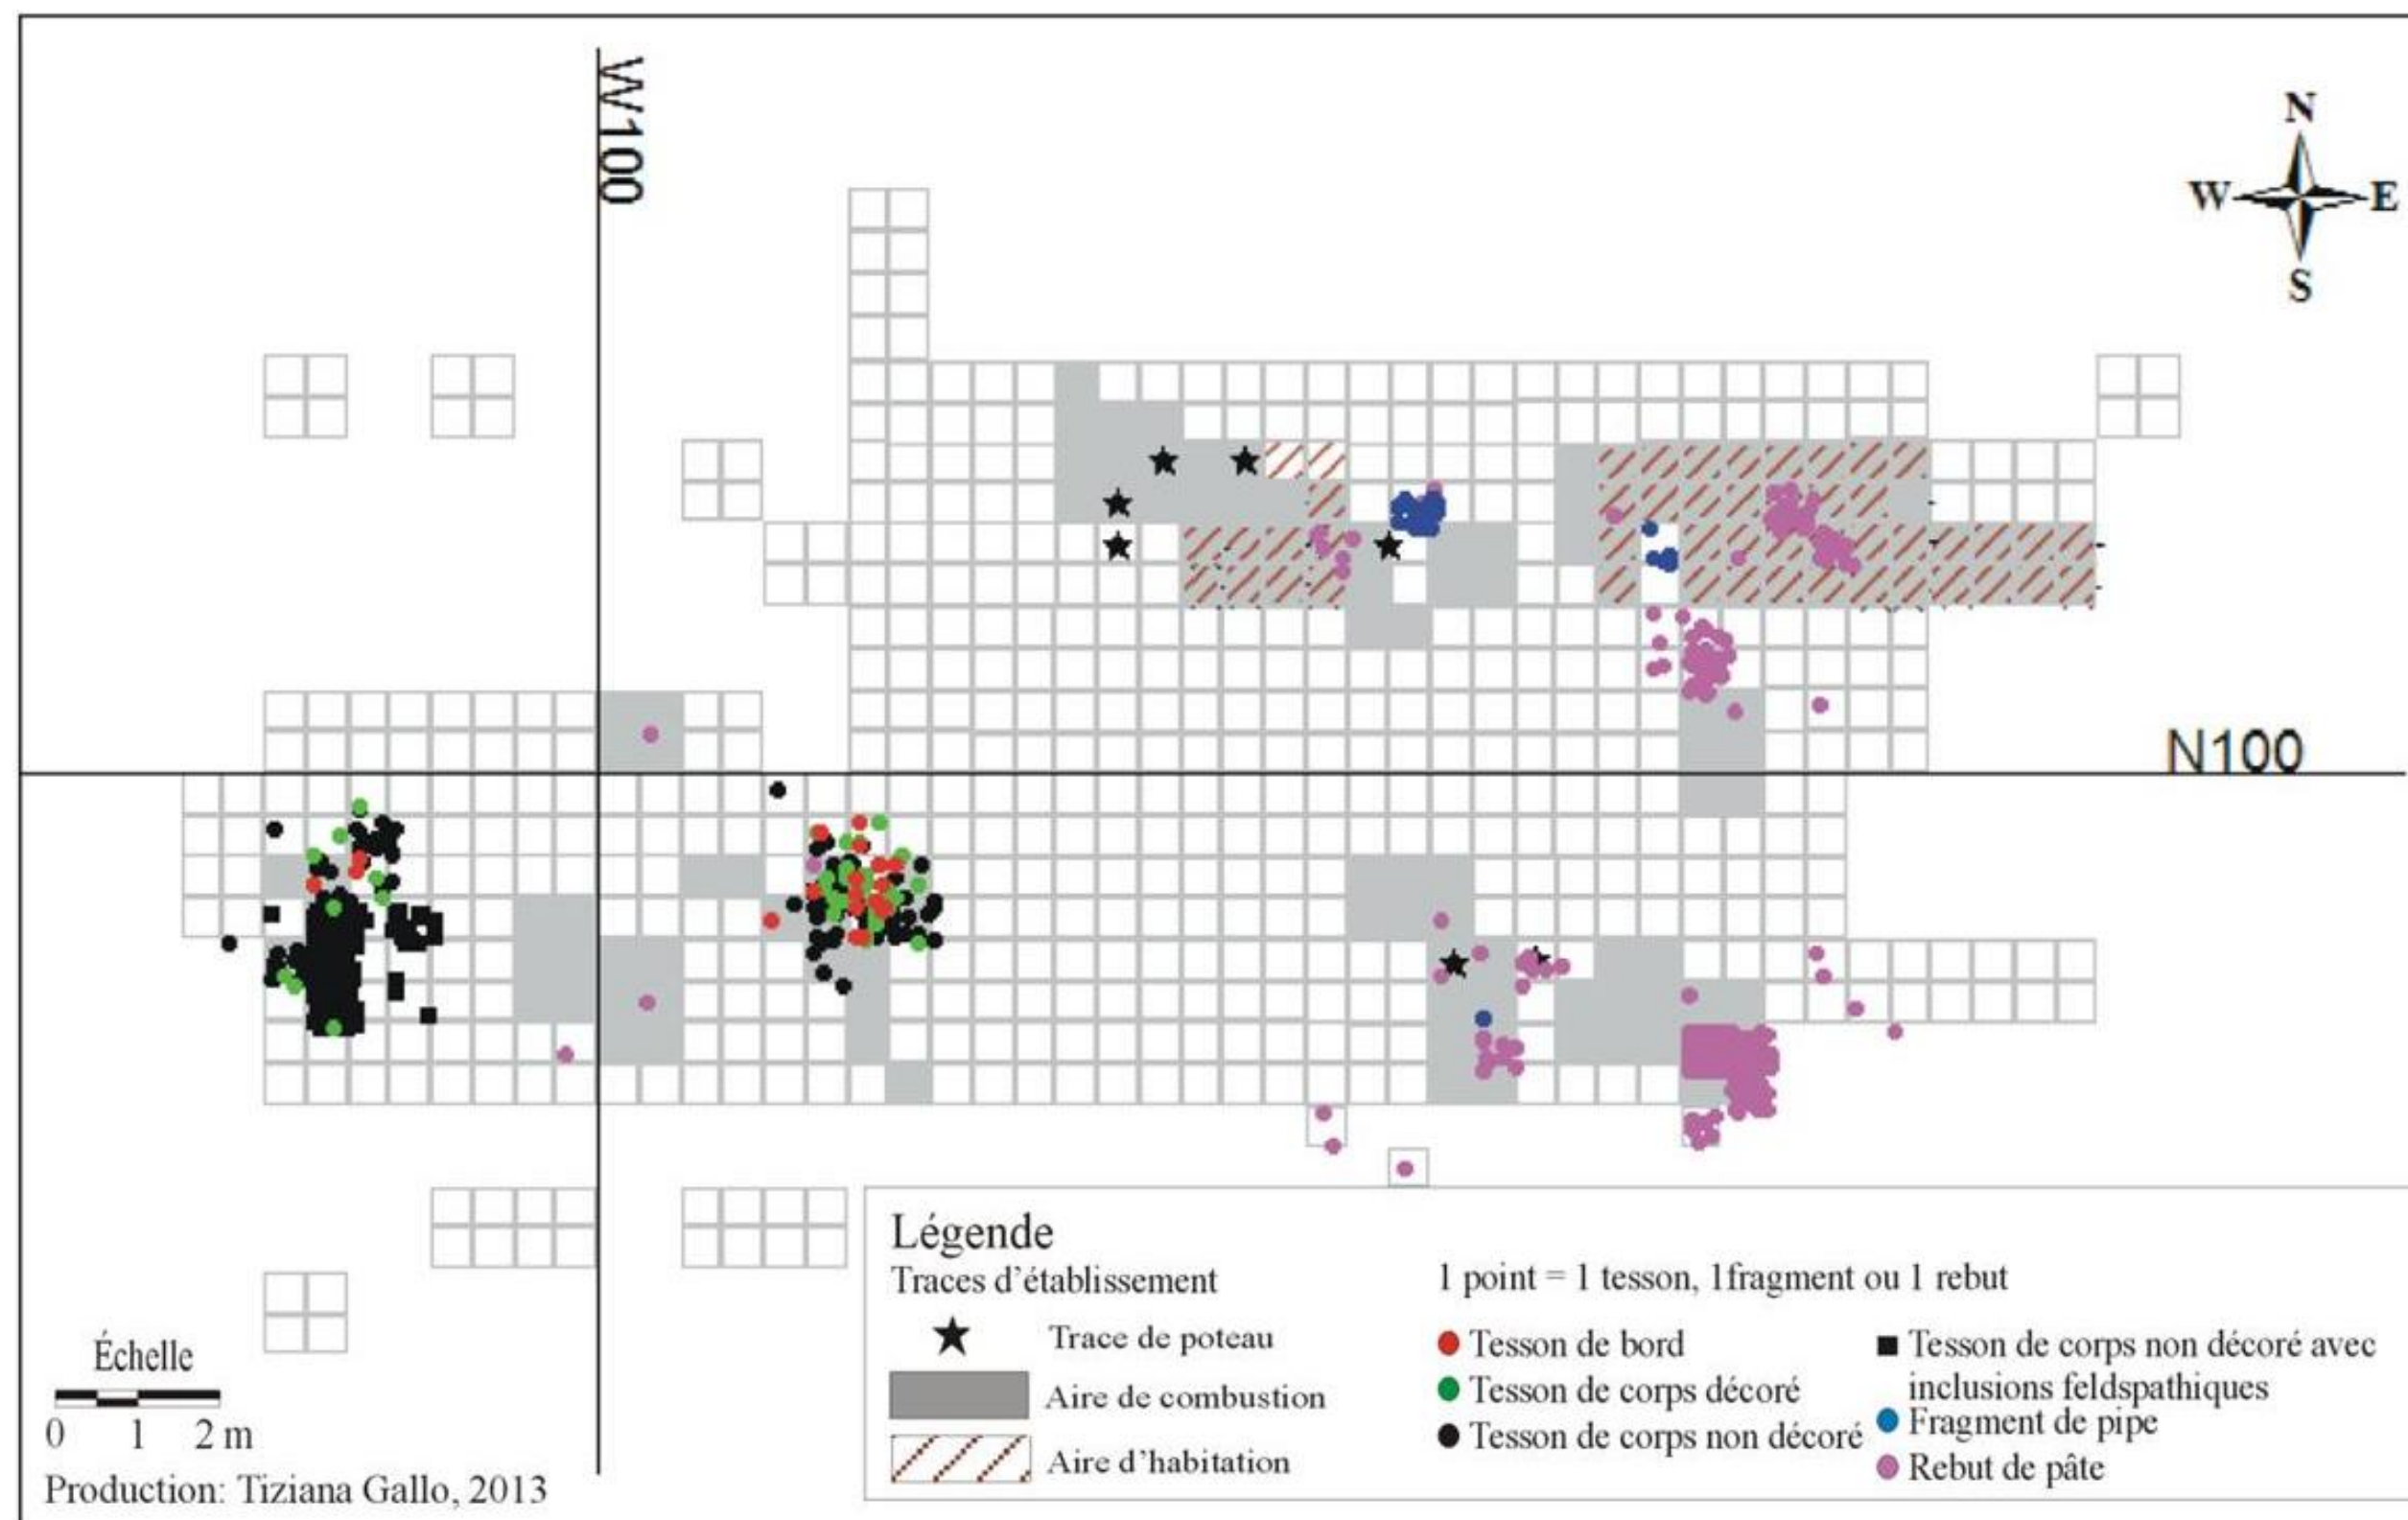 W100
N
W E
S
N100
Légende
Traces d'établissement
Trace de poteau
Aire de combustion
Aire d'habitation
1 point = 1 tesson, 1fragment ou 1 rebut
Tesson de bord
Tesson de corps décoré
Tesson de corps non décoré
Tesson de corps non décoré avec
inclusions feldspathiques
Fragment de pipe
Rebut de pâte
Échelle
0 1 2 m
Production: Tiziana Gallo, 2013